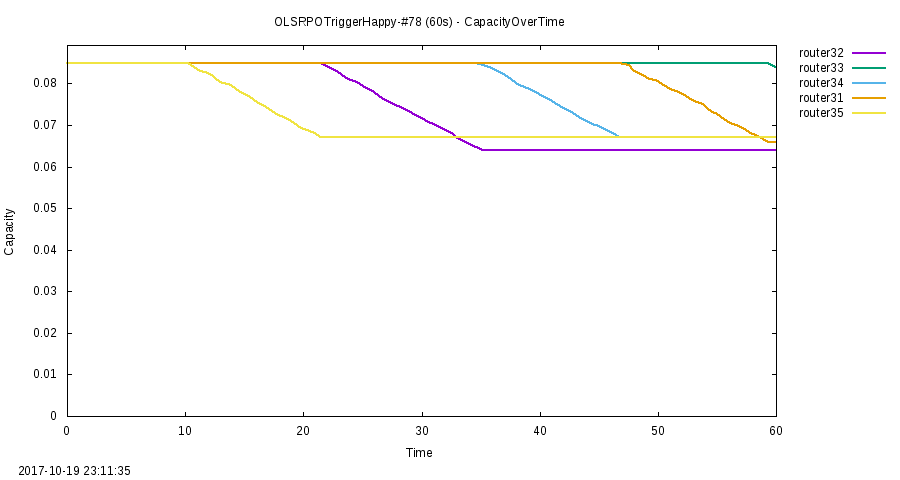 OLSRPOTriggerHappy-#78 (60s) - CapacityOverTime
router32
router33
router34
router31
router35
0.08
0.07
0.06
0.05
0.04
0.03
0.02
0.01
0
Capacity
0 10 20 30 40 50 60
Time
2017-10-19 23:11:35